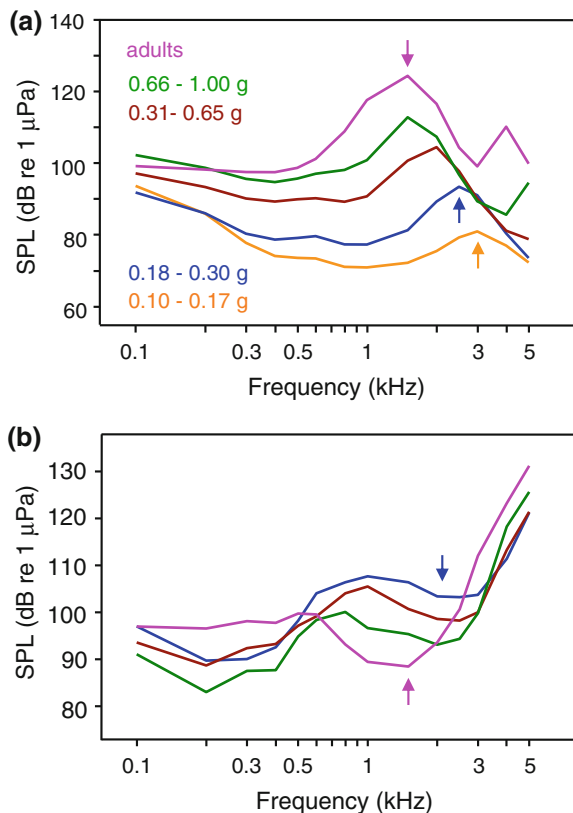 (a)
140
120
100
80
60
SPL (dB re 1 μPa)
adults
0.66 - 1.00 g
0.31- 0.65 g
0.18 - 0.30 g
0.10 - 0.17 g
0.1 0.3 0.5 1 3 5
Frequency (kHz)
(b)
130
120
110
100
90
80
SPL (dB re 1 μPa)
0.1 0.3 0.5 1 3 5
Frequency (kHz)